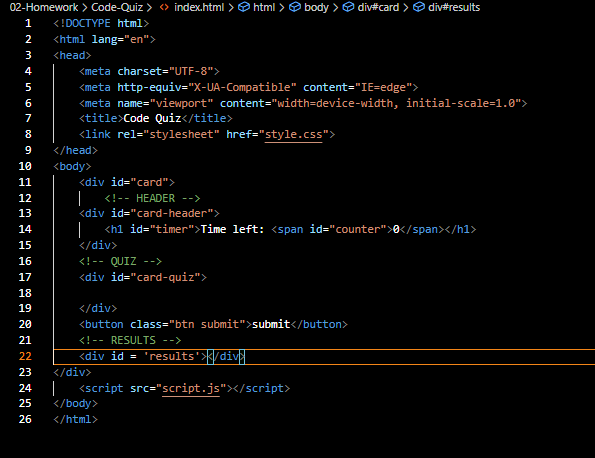 02-Homework > Code-Quiz > <> index.html > html > body > div#card > div#results
1 <!DOCTYPE html>
2 <html lang="en">
3 <head>
4 <meta charset="UTF-8">
5 <meta http-equiv="X-UA-Compatible" content="IE=edge">
6 <meta name="viewport" content="width=device-width, initial-scale=1.0">
7 <title>Code Quiz</title>
8 <link rel="stylesheet" href="style.css">
9 </head>
10 <body>
11 <div id="card">
12 <!-- HEADER -->
13 <div id="card-header">
14 <h1 id="timer">Time left: <span id="counter">0</span></h1>
15 </div>
16 <!-- QUIZ -->
17 <div id="card-quiz">
18
19 </div>
20 <button class="btn submit">submit</button>
21 <!-- RESULTS -->
22 <div id = 'results'></div>
23 </div>
24 <script src="script.js"></script>
25 </body>
26 </html>